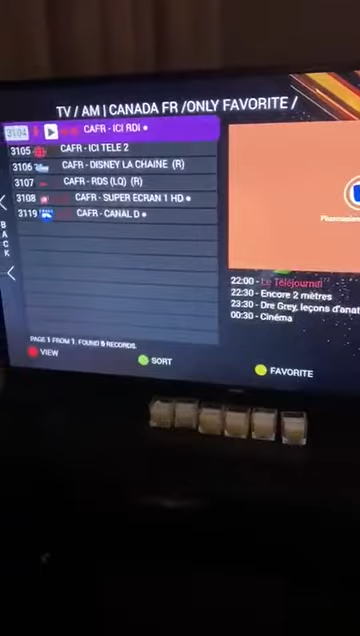 TV / AM | CANADA FR /ONLY FAVORITE /
3104 CAFR - ICI RDI
3105 CAFR - ICI TELE 2
3106 CAFR - DISNEY LA CHAINE (R)
3107 CAFR - RDS (LQ) (R)
3108 CAFR - SUPER ECRAN 1 HD
3119 CAFR - CANAL D
BACK
22:00 - Le Téléjournal
22:30 - Encore 2 mètres
23:30 - Dre Grey, leçons d'anat
00:30 - Cinéma
PAGE 1 FROM 1. FOUND 6 RECORDS.
VIEW
SORT
FAVORITE